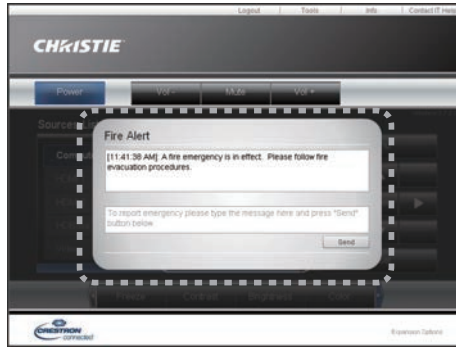 Logout Tools Info Contact IT Help
CHRISTIE
Power Vol - Mute Vol +
Fire Alert
[11:41:38 AM] A fire emergency is in effect. Please follow fire
evacuation procedures.
To report emergency please type the message here and press "Send"
button below
Send
Freeze Contrast Brightness Color
CRESTRON
connected
Expansion Options